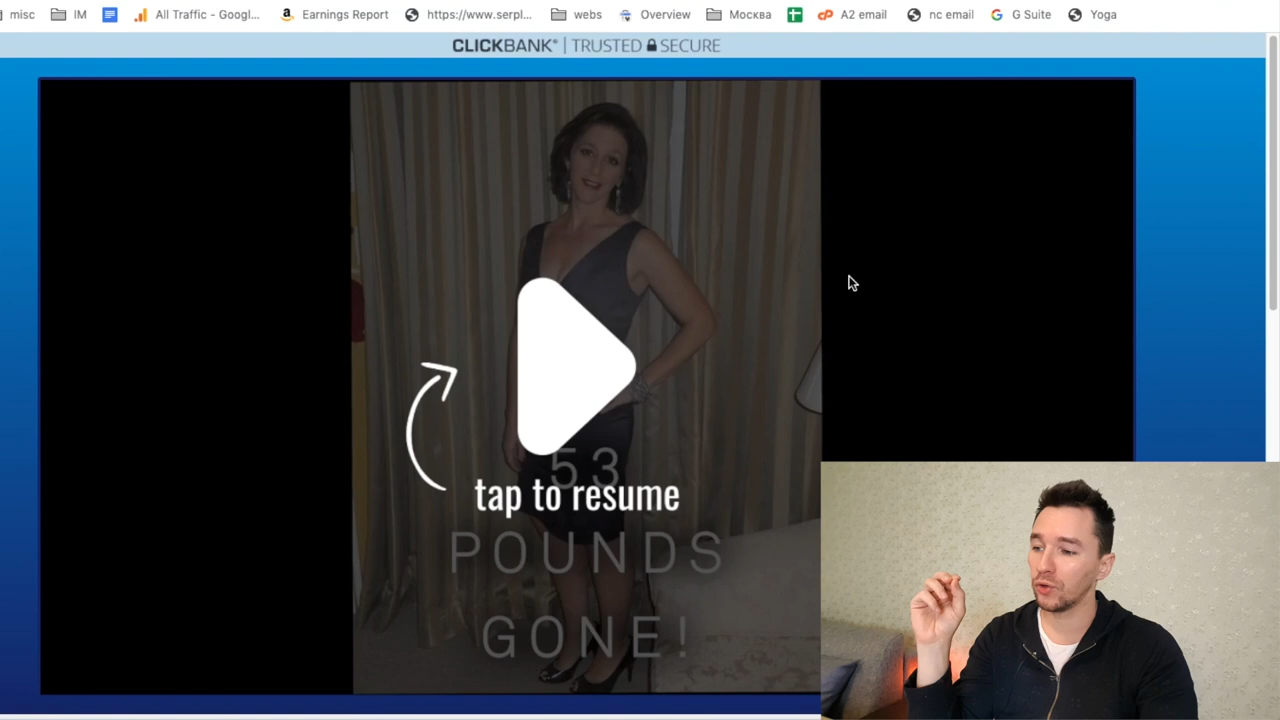 misc IM All Traffic - Googl... Earnings Report https://www.serpl... webs Overview Москва A2 email nc email G Suite Yoga
CLICKBANK® | TRUSTED SECURE
53
tap to resume
POUNDS
GONE!